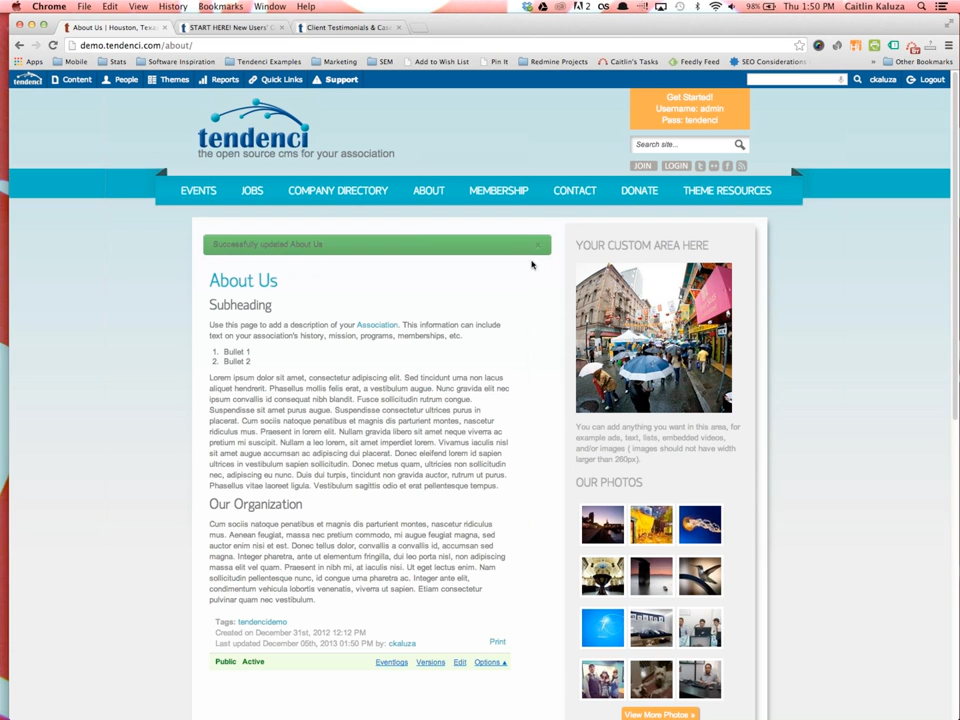 Chrome File Edit View History Bookmarks Window Help 98% Thu 1:50 PM Caitlin Kaluza
About Us | Houston, Texas START HERE! New Users' C Client Testimonials & Cas
demo.tendenci.com/about/
Apps Mobile Stats Software Inspiration Tendenci Examples Marketing SEM Add to Wish List Pin It Redmine Projects Caitlin's Tasks Feedly Feed SEO Considerations » Other Bookmarks
tendenci Content People Themes Reports Quick Links Support ckaluza Logout
Get Started!
Username: admin
Pass: tendenci
tendenci
the open source cms for your association
Search site...
JOIN LOGIN
EVENTS JOBS COMPANY DIRECTORY ABOUT MEMBERSHIP CONTACT DONATE THEME RESOURCES
Successfully updated About Us x
About Us
Subheading
Use this page to add a description of your Association. This information can include
text on your association's history, mission, programs, memberships, etc.
1. Bullet 1
2. Bullet 2
Lorem ipsum dolor sit amet, consectetur adipiscing elit. Sed tincidunt urna non lacus
aliquet hendrerit. Phasellus mollis felis erat, a vestibulum augue. Nunc gravida libero quis
ipsum convallis id consequat nibh blandit. Fusce sollicitudin rutrum congue.
Suspendisse sit amet purus augue. Suspendisse consectetur ultrices purus in
placerat. Cum sociis natoque penatibus et magnis dis parturient montes, nascetur
ridiculus mus. Praesent in lorem elit. Nullam gravida libero quis neque viverra ac
pretium mi suscipit. Nullam a leo lorem, sit amet imperdiet lorem. Vivamus iaculis nisl
sit amet augue accumsan ac adipiscing dui placerat. Donec eleifend lorem id sapien
ultrices in vestibulum sapien sollicitudin. Donec metus quam, ultricies non sollicitudin
nec, adipiscing eu nunc. Duis dui turpis, tincidunt non gravida auctor, rutrum ut purus.
Phasellus vitae laoreet ligula. Vestibulum sagittis odio et erat pellentesque tempus.
Our Organization
Cum sociis natoque penatibus et magnis dis parturient montes, nascetur ridiculus
mus. Aenean feugiat, massa nec pretium commodo, mi augue feugiat magna, sed
auctor enim nisi et est. Donec tellus dolor, convallis a convallis id, accumsan sed
magna. Integer pharetra, ante ut elementum fringilla, dui leo porta nisl, non adipiscing
massa elit vel quam. Praesent in nibh mi, at iaculis nisi. Ut eget lectus enim. Nam
sollicitudin pellentesque nunc, id congue urna pharetra ac. Integer ante elit,
condimentum vehicula lobortis venenatis, viverra ut sapien. Etiam consectetur
pulvinar quam nec vestibulum.
Tags: tendencidemo
Created on December 31st, 2012 12:12 PM
Last updated December 05th, 2013 01:50 PM by: ckaluza
Print
Public Active Eventlogs Versions Edit Options ▲
YOUR CUSTOM AREA HERE
You can add anything you want in this area, for
example ads, text, lists, embedded videos,
and/or images ( images should not have width
larger than 260px).
OUR PHOTOS
View More Photos »